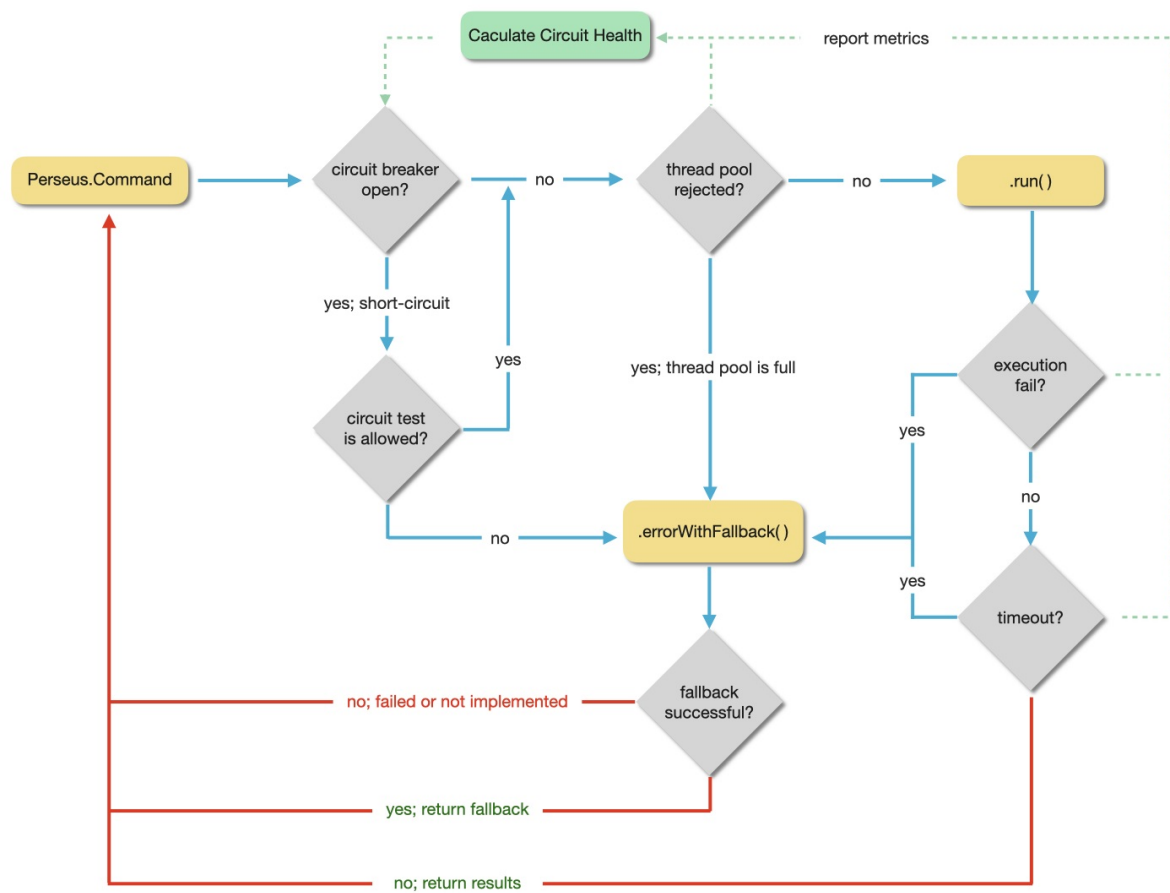 Caculate Circuit Health
report metrics
Perseus.Command
circuit breaker
open?
no
thread pool
rejected?
no
.run( )
yes; short-circuit
yes
yes; thread pool is full
execution
fail?
circuit test
is allowed?
yes
no
no
.errorWithFallback( )
yes
timeout?
fallback
successful?
no; failed or not implemented
yes; return fallback
no; return results